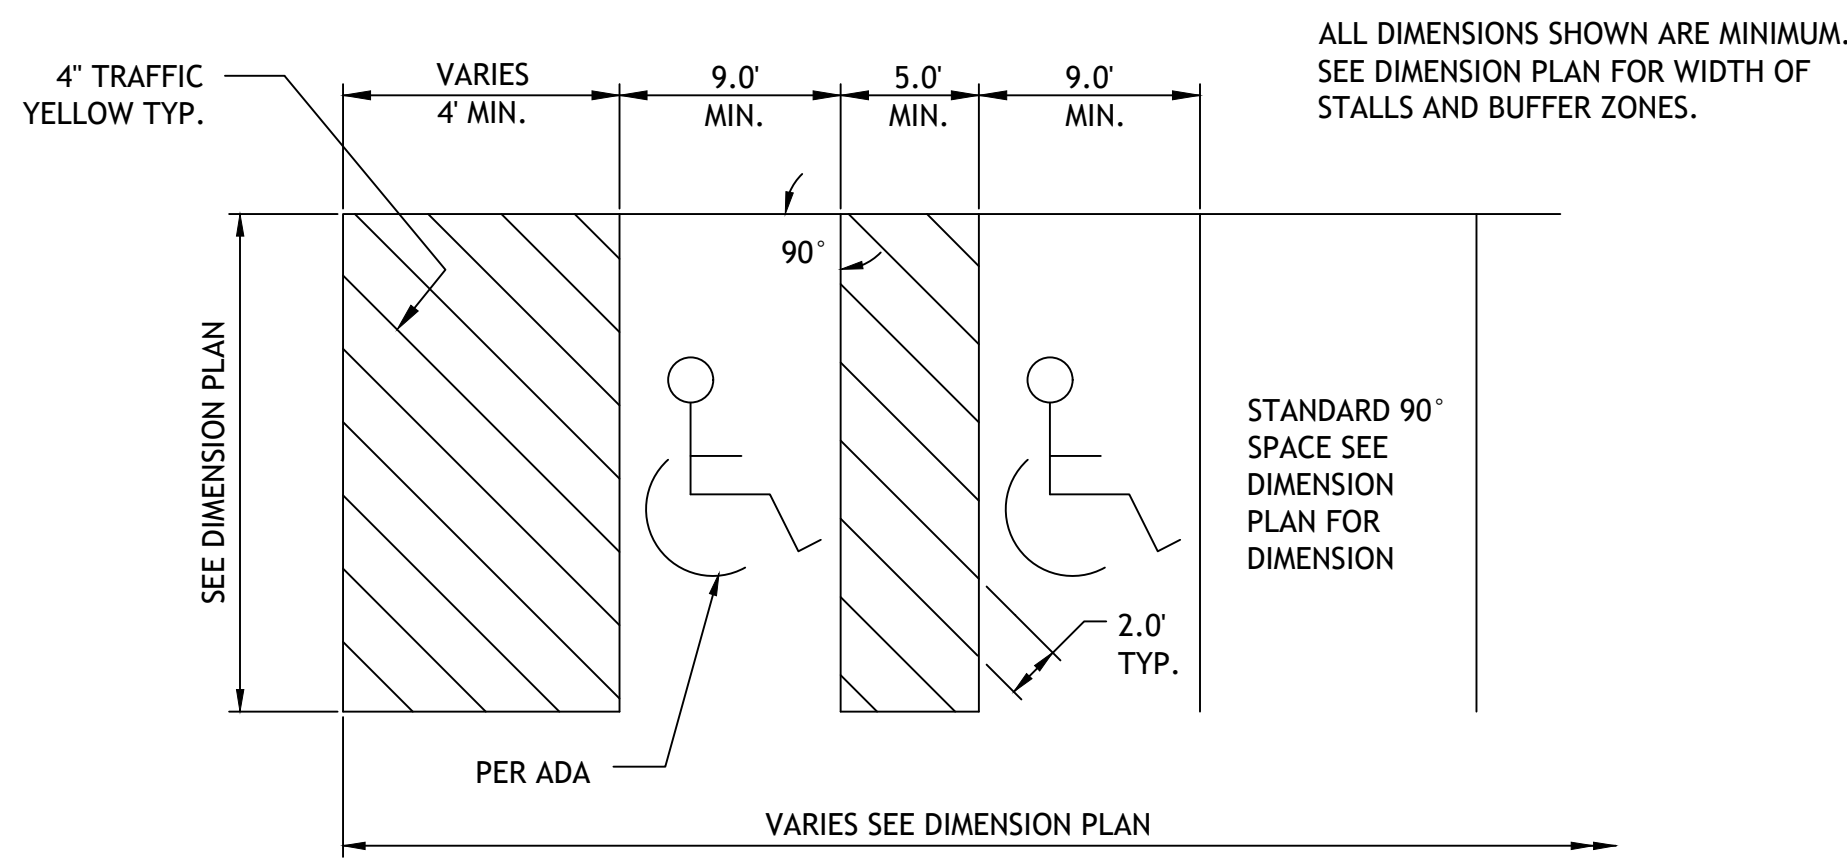 ALL DIMENSIONS SHOWN ARE MINIMUM.
SEE DIMENSION PLAN FOR WIDTH OF
STALLS AND BUFFER ZONES.
4" TRAFFIC
YELLOW TYP.
VARIES
4' MIN.
9.0'
MIN.
5.0'
MIN.
9.0'
MIN.
90°
SEE DIMENSION PLAN
STANDARD 90°
SPACE SEE
DIMENSION
PLAN FOR
DIMENSION
2.0'
TYP.
PER ADA
VARIES SEE DIMENSION PLAN